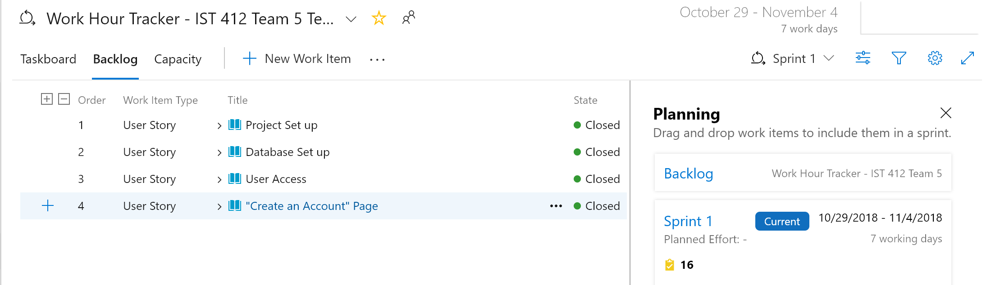 Work Hour Tracker - IST 412 Team 5 Te...
October 29 - November 4
7 work days
Taskboard Backlog Capacity New Work Item ...
Sprint 1
Order Work Item Type Title State
1 User Story Project Set up Closed
2 User Story Database Set up Closed
3 User Story User Access Closed
4 User Story "Create an Account" Page ... Closed
Planning
Drag and drop work items to include them in a sprint.
Backlog Work Hour Tracker - IST 412 Team 5
Sprint 1 Current 10/29/2018 - 11/4/2018
Planned Effort: - 7 working days
16